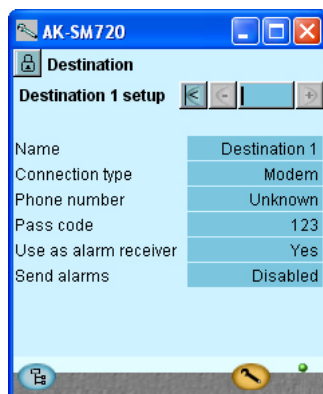 AK-SM720
Destination
Destination 1 setup
Name Destination 1
Connection type Modem
Phone number Unknown
Pass code 123
Use as alarm receiver Yes
Send alarms Disabled